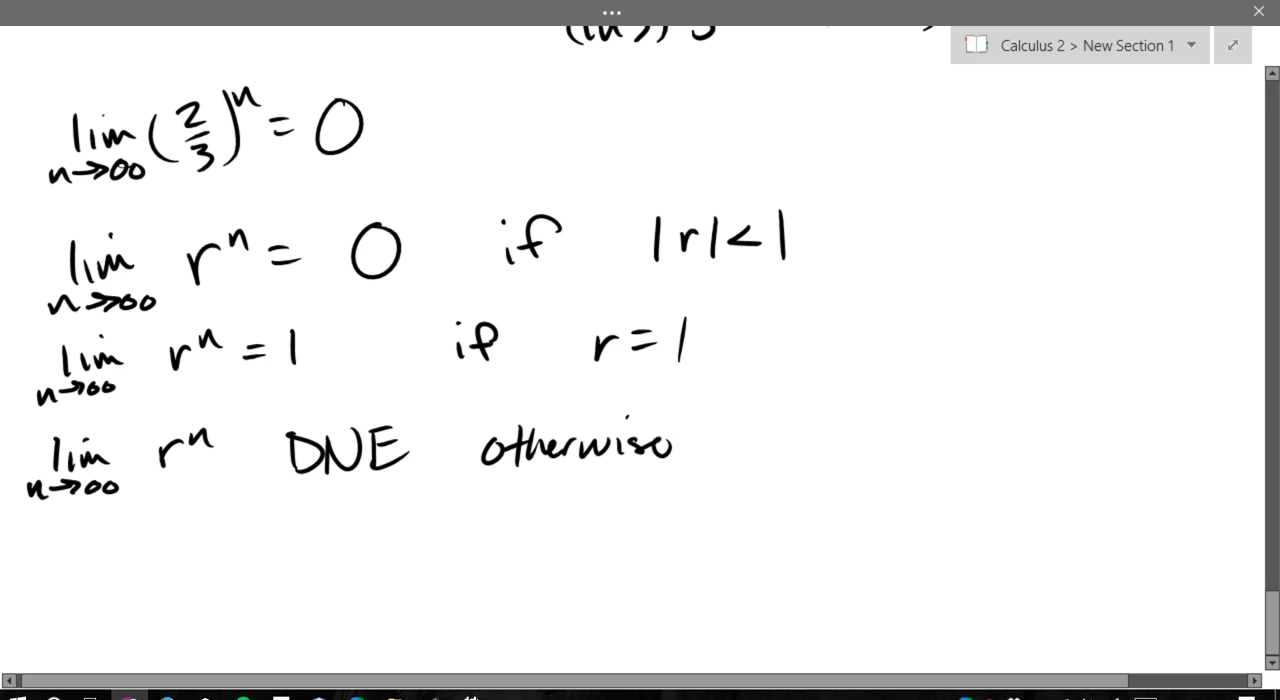 Calculus 2 > New Section 1
lim n→∞ (2/3)^n = 0
lim n→∞ r^n = 0 if |r|<1
lim n→∞ r^n = 1 if r=1
lim n→∞ r^n DNE otherwise